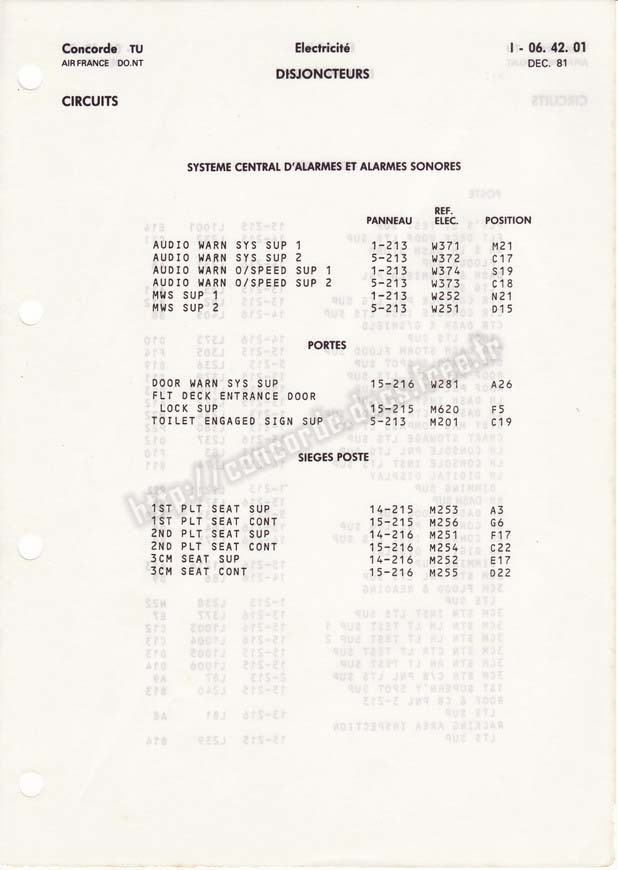 Concorde TU Electricité I - 06. 42. 01
AIR FRANCE DO.NT DISJONCTEURS DEC. 81
CIRCUITS
SYSTEME CENTRAL D'ALARMES ET ALARMES SONORES
PANNEAU REF. ELEC. POSITION
AUDIO WARN SYS SUP 1 1-213 W371 M21
AUDIO WARN SYS SUP 2 5-213 W372 C17
AUDIO WARN O/SPEED SUP 1 1-213 W374 S19
AUDIO WARN O/SPEED SUP 2 5-213 W373 C18
MWS SUP 1 1-213 W252 N21
MWS SUP 2 5-213 W251 D15
PORTES
DOOR WARN SYS SUP 15-216 W281 A26
FLT DECK ENTRANCE DOOR
LOCK SUP 15-215 M620 F5
TOILET ENGAGED SIGN SUP 5-213 M201 C19
SIEGES POSTE
1ST PLT SEAT SUP 14-215 M253 A3
1ST PLT SEAT CONT 15-215 M256 G6
2ND PLT SEAT SUP 14-216 M251 F17
2ND PLT SEAT CONT 15-216 M254 C22
3CM SEAT SUP 14-216 M252 E17
3CM SEAT CONT 15-216 M255 D22
http://concorde.dans.free.fr